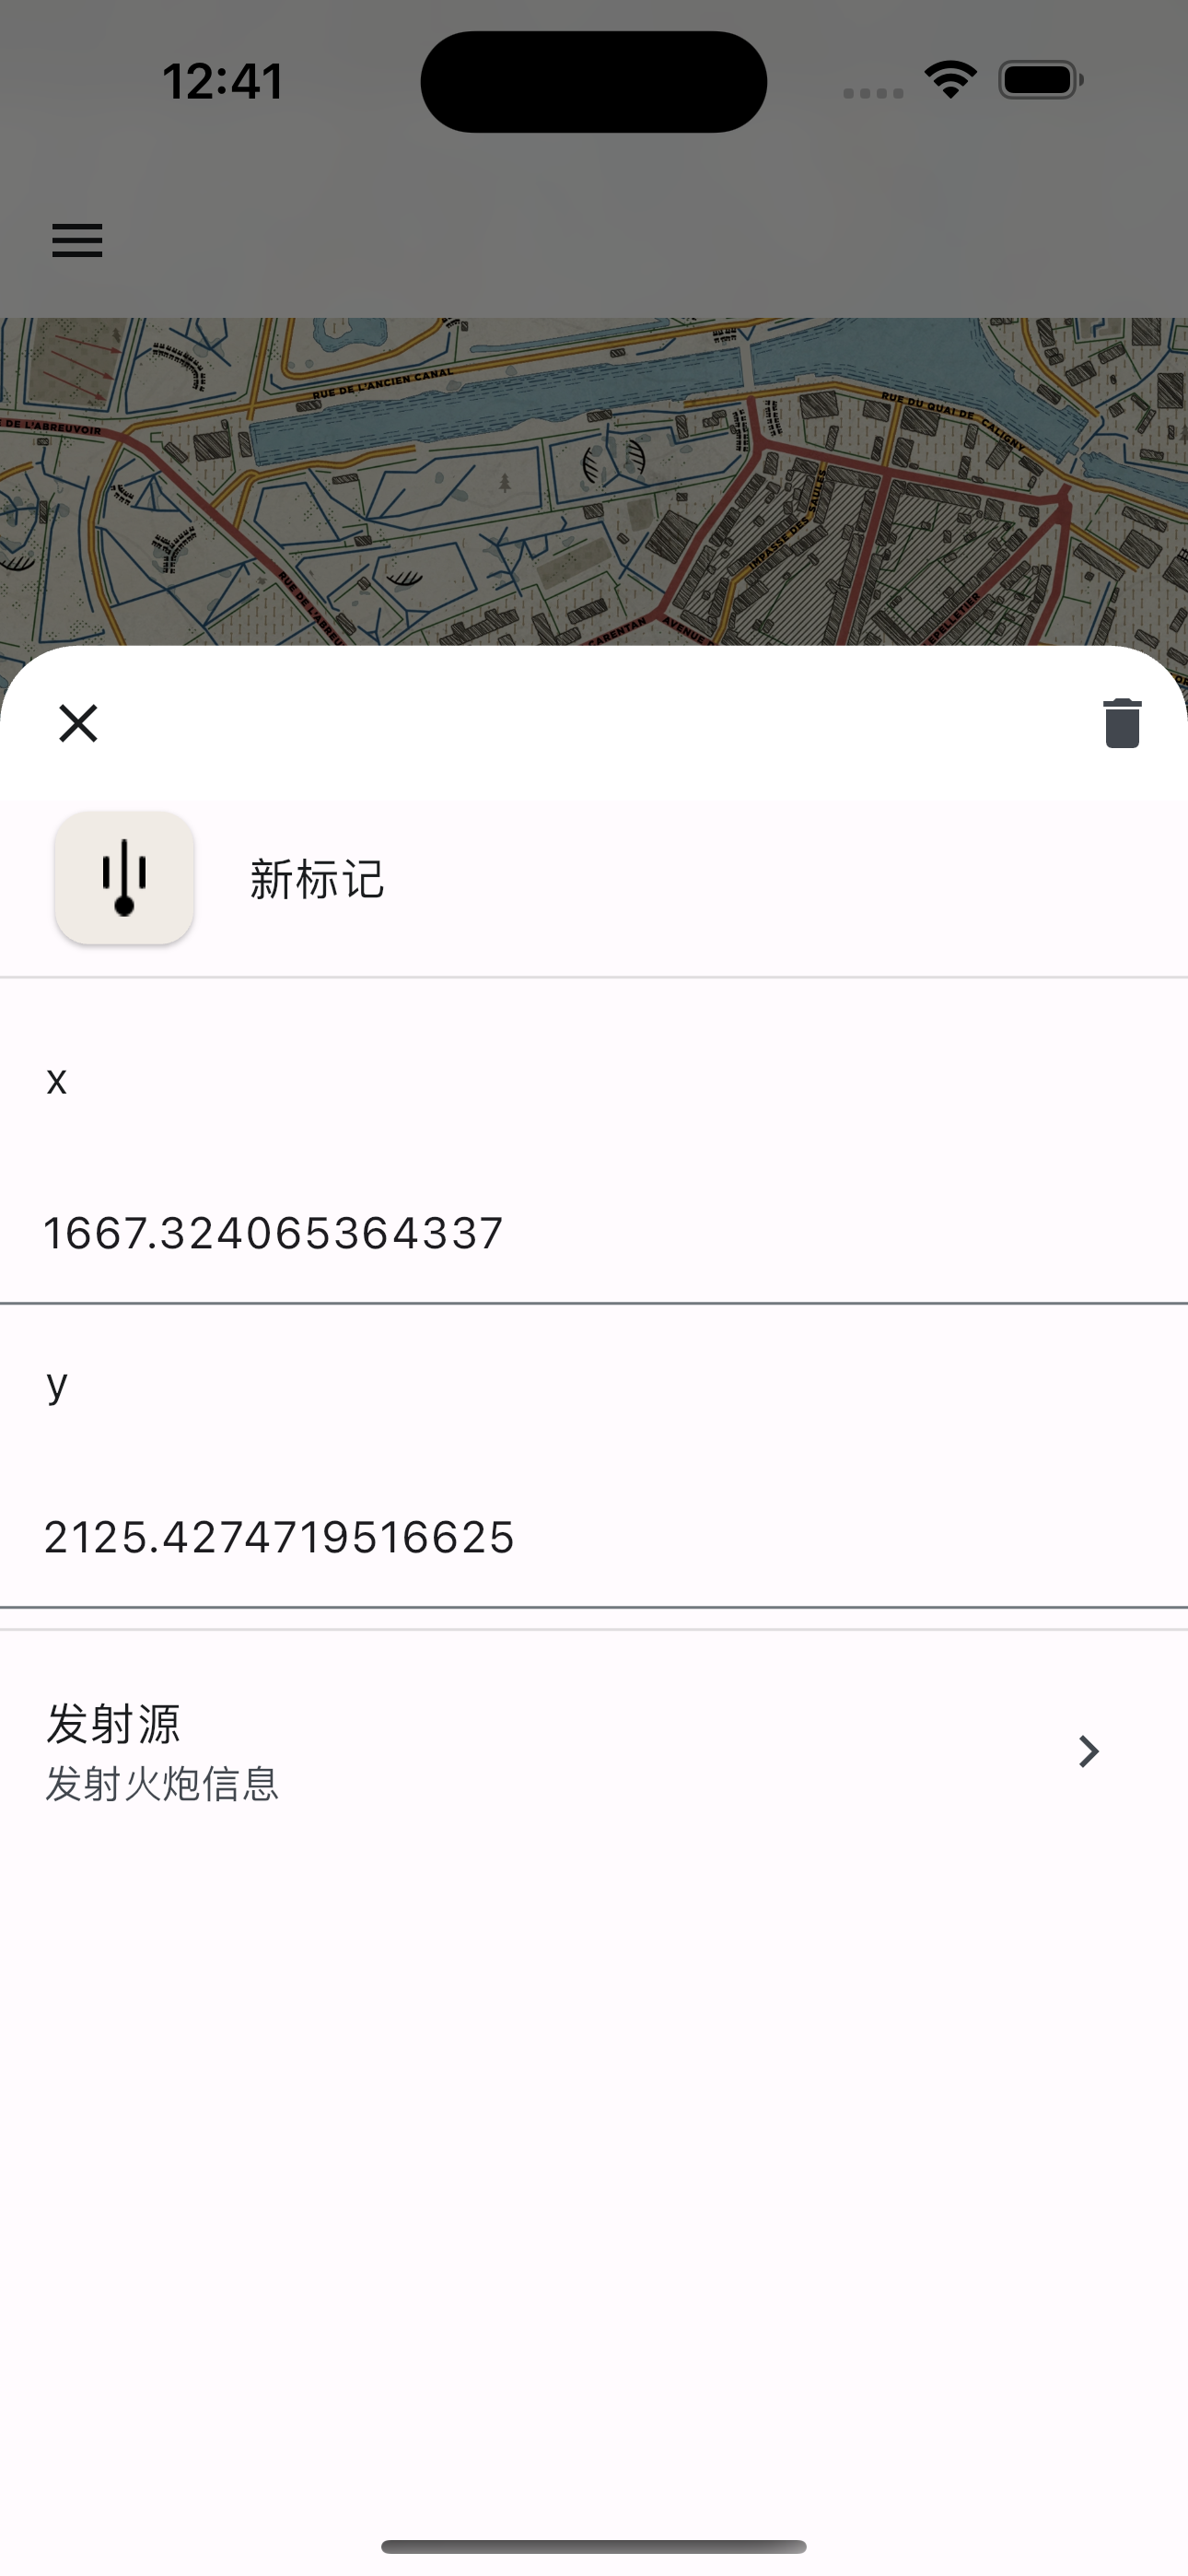 12:41
RUE DE L'ANCIEN CANAL
RUE DU QUAI DE CALIGNY
DE L'ABREUVOIR
IMPASSE DES SAULES
RUE DE L'ABREU
CARENTAN
AVENUE
EPELLETIER
新标记
x
1667.324065364337
y
2125.4274719516625
发射源
发射火炮信息